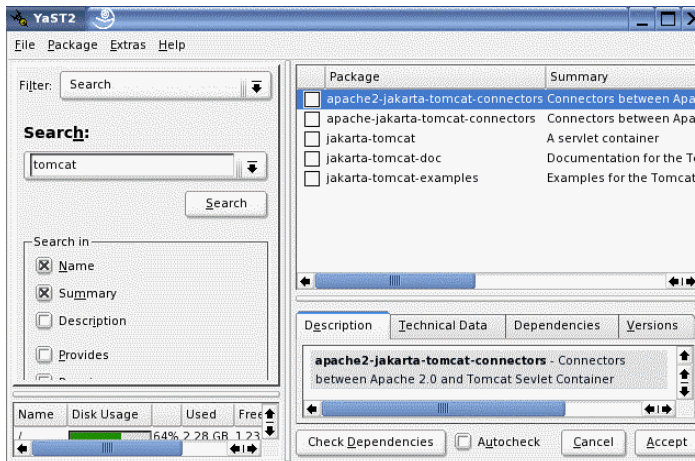 YaST2
File Package Extras Help
Filter: Search
Search:
tomcat
Search
Search in
Name
Summary
Description
Provides
Name Disk Usage Used Free
/ 64% 2.28 GB 1.23
Package Summary
apache2-jakarta-tomcat-connectors Connectors between Apa
apache-jakarta-tomcat-connectors Connectors between Apa
jakarta-tomcat A servlet container
jakarta-tomcat-doc Documentation for the To
jakarta-tomcat-examples Examples for the Tomcat
Description Technical Data Dependencies Versions
apache2-jakarta-tomcat-connectors - Connectors
between Apache 2.0 and Tomcat Sevlet Container
Check Dependencies Autocheck Cancel Accept